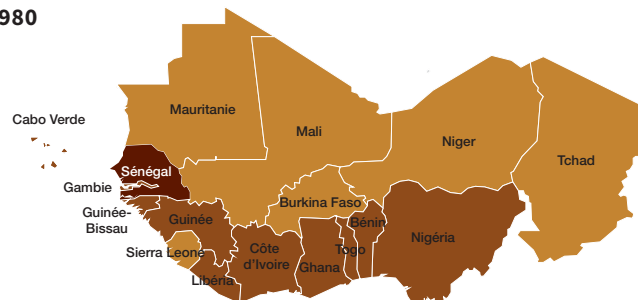 980
Mauritanie
Cabo Verde
Mali
Niger
Tchad
Sénégal
Gambie
Burkina Faso
Guinée-
Bissau
Guinée
Bénin
Nigéria
Sierra Leone
Côte
d’Ivoire
Togo
Ghana
Libéria